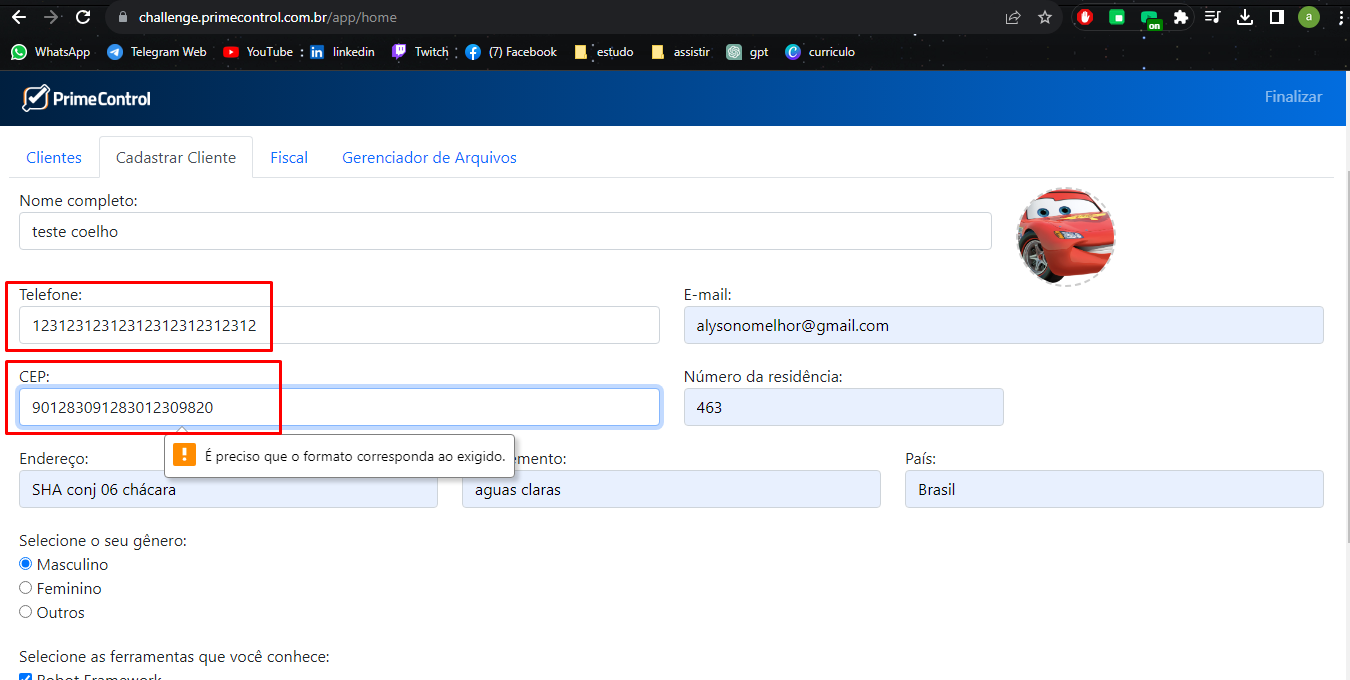 challenge.primecontrol.com.br/app/home
on
a
WhatsApp Telegram Web YouTube : linkedin Twitch : (7) Facebook estudo assistir gpt curriculo
PrimeControl
Finalizar
Clientes Cadastrar Cliente Fiscal Gerenciador de Arquivos
Nome completo:
teste coelho
Telefone: E-mail:
12312312312312312312312312 alysonomelhor@gmail.com
CEP: Número da residência:
901283091283012309820 463
! É preciso que o formato corresponda ao exigido.
Endereço: emento: País:
SHA conj 06 chácara aguas claras Brasil
Selecione o seu gênero:
Masculino
Feminino
Outros
Selecione as ferramentas que você conhece:
Robot Framework